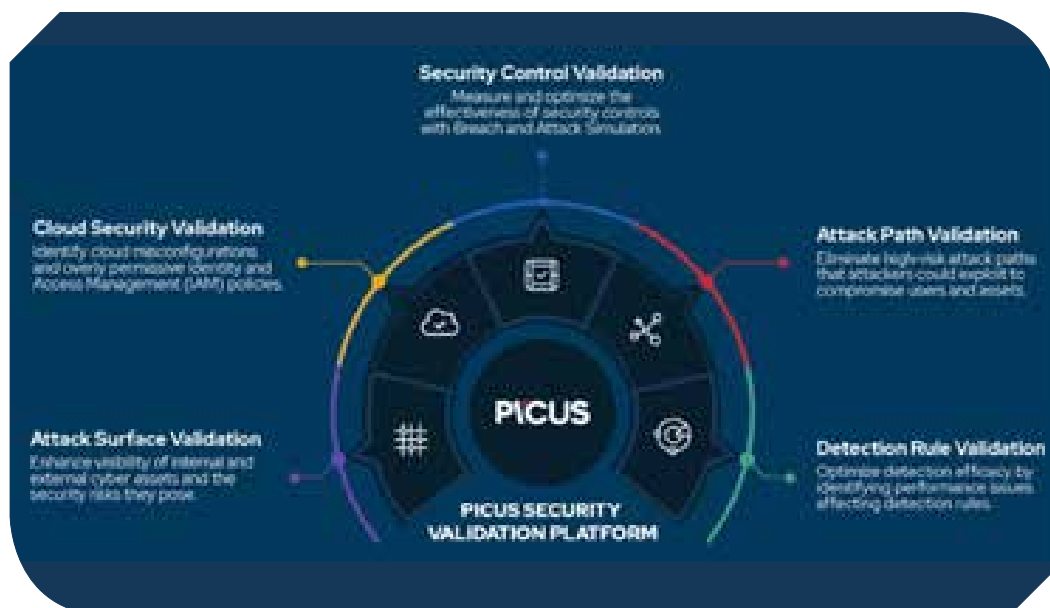 Security Control Validation
Measure and optimize the
effectiveness of security controls
with Breach and Attack Simulation
Cloud Security Validation
Identify cloud misconfigurations
and overly permissive Identity and
Access Management (IAM) policies.
Attack Path Validation
Eliminate high-risk attack paths
that attackers could exploit to
compromise users and assets.
Attack Surface Validation
Enhance visibility of internal and
external cyber assets and the
security risks they pose.
Detection Rule Validation
Optimize detection efficacy by
identifying performance issues
affecting detection rules.
PICUS
PICUS SECURITY
VALIDATION PLATFORM